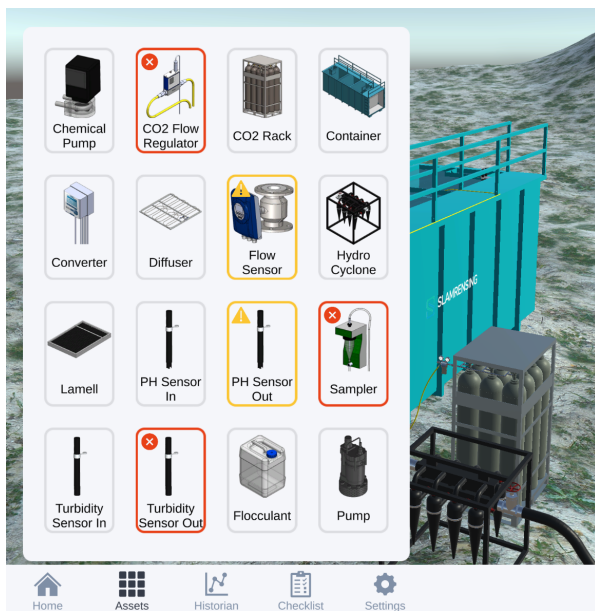 Chemical
Pump
CO2 Flow
Regulator
CO2 Rack
Container
Converter
Diffuser
Flow
Sensor
Hydro
Cyclone
Lamell
PH Sensor
In
PH Sensor
Out
Sampler
Turbidity
Sensor In
Turbidity
Sensor Out
Flocculant
Pump
SLAMRENSING
Home
Assets
Historian
Checklist
Settings